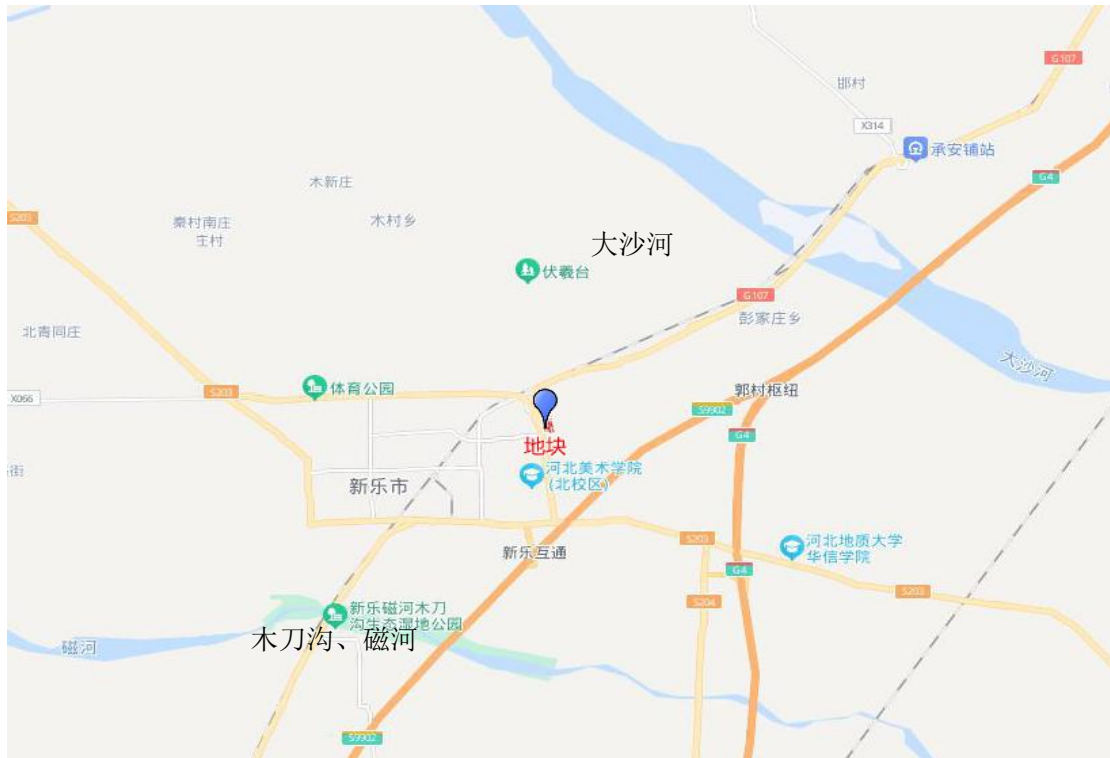 G107
邯村
X314
承安铺站
G4
木新庄
S203
秦村南庄
主村
木村乡
大沙河
伏羲台
G107
彭家庄乡
北青同庄
大沙河
X066
S203
体育公园
郭村枢纽
S9902
G4
地块
河北美术学院
(北校区)
街
新乐市
S203
河北地质大学
华信学院
新乐互通
G4
S203
S204
新乐磁河木刀
沟生态湿地公园
木刀沟、磁河
磁河
S9902